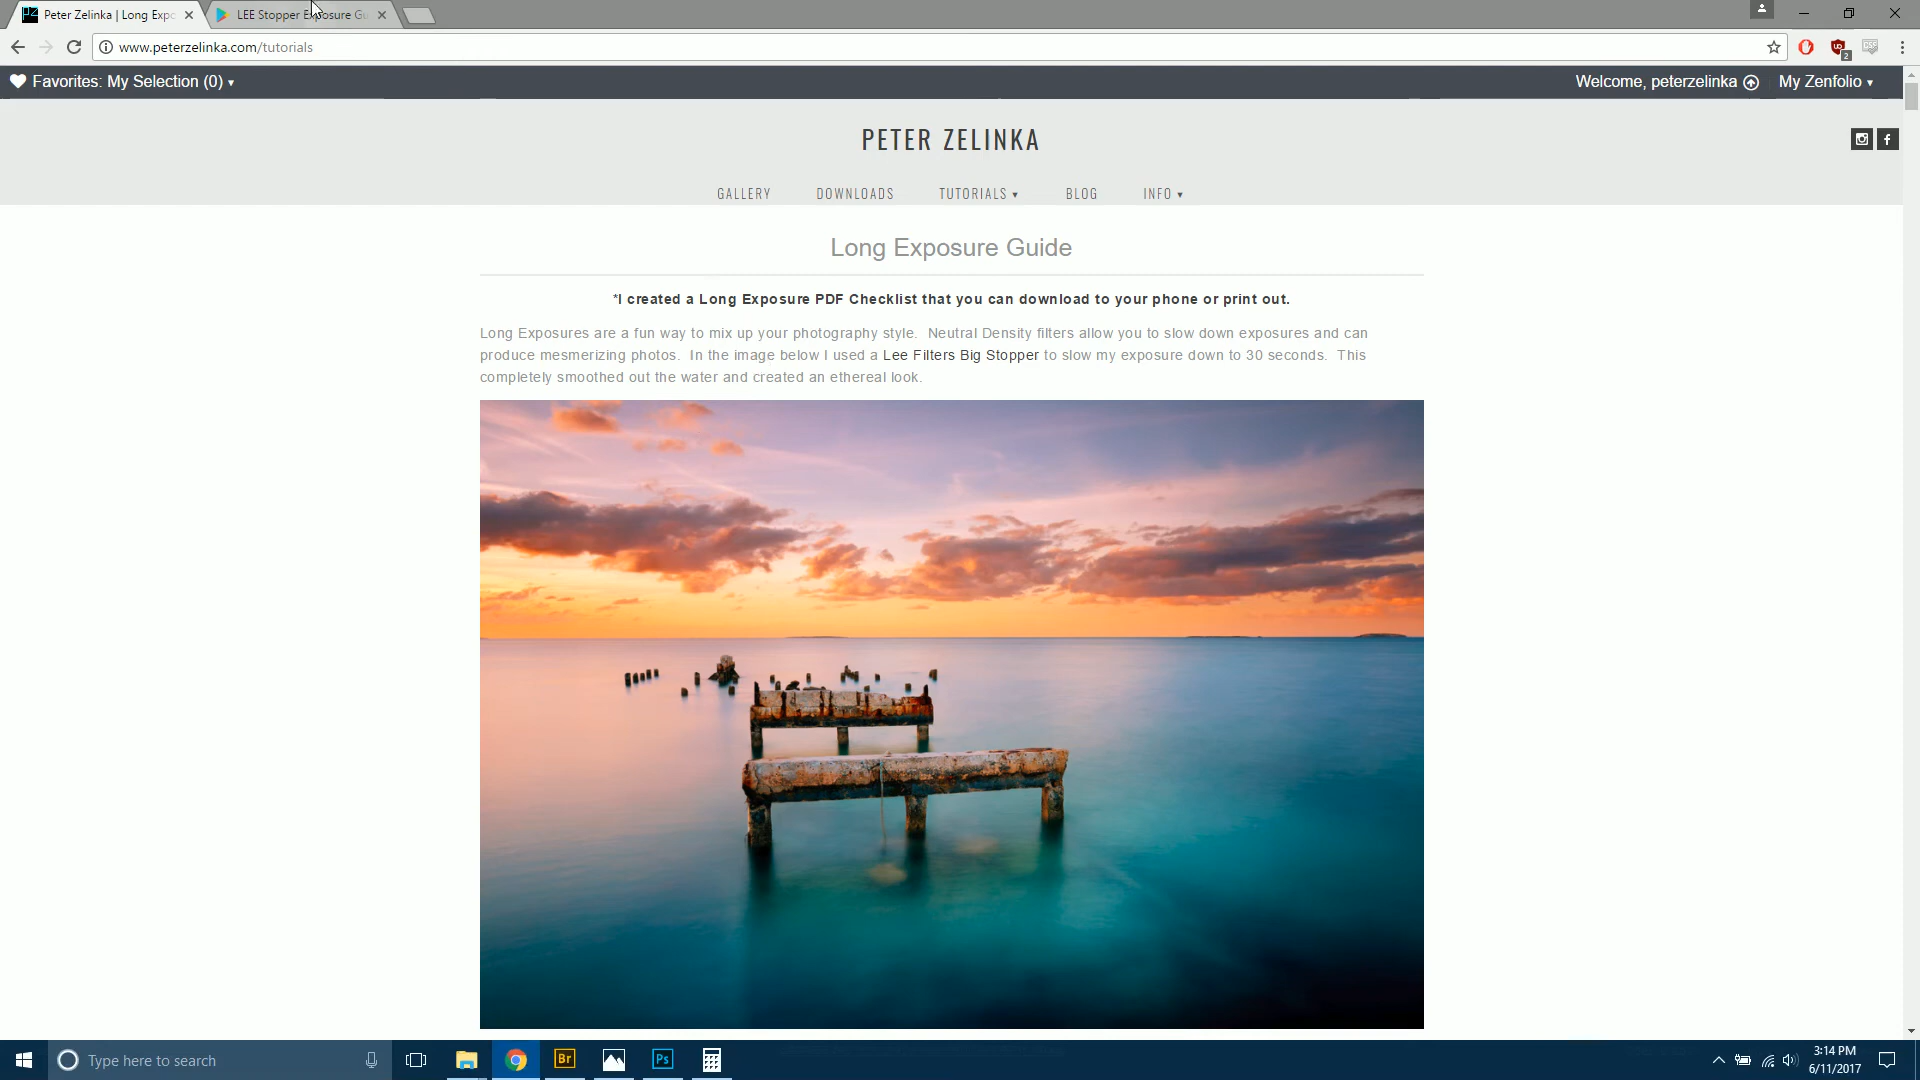 Peter Zelinka | Long Expo
LEE Stopper Exposure Gu
www.peterzelinka.com/tutorials
2
Favorites: My Selection (0) ▾
Welcome, peterzelinka
My Zenfolio ▾
PETER ZELINKA
GALLERY
DOWNLOADS
TUTORIALS ▾
BLOG
INFO ▾
Long Exposure Guide
*I created a Long Exposure PDF Checklist that you can download to your phone or print out.
Long Exposures are a fun way to mix up your photography style. Neutral Density filters allow you to slow down exposures and can
produce mesmerizing photos. In the image below I used a Lee Filters Big Stopper to slow my exposure down to 30 seconds. This
completely smoothed out the water and created an ethereal look.
Type here to search
Br
Ps
3:14 PM
6/11/2017